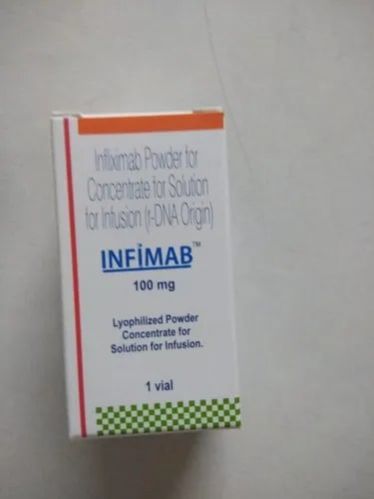 Infliximab Powder for
Concentrate for Solution
for Infusion (r-DNA Origin)
INFIMAB™
100 mg
Lyophilized Powder
Concentrate for
Solution for Infusion.
1 vial